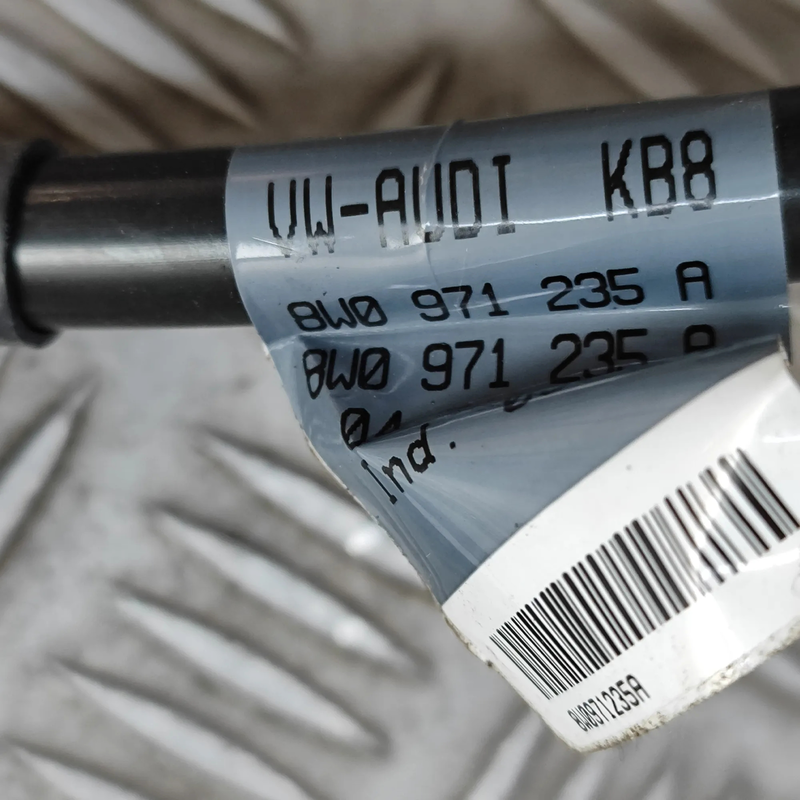 VW-AUDI KB8
8W0 971 235 A
8W0 971 235 A
Ind.
8W0971235A